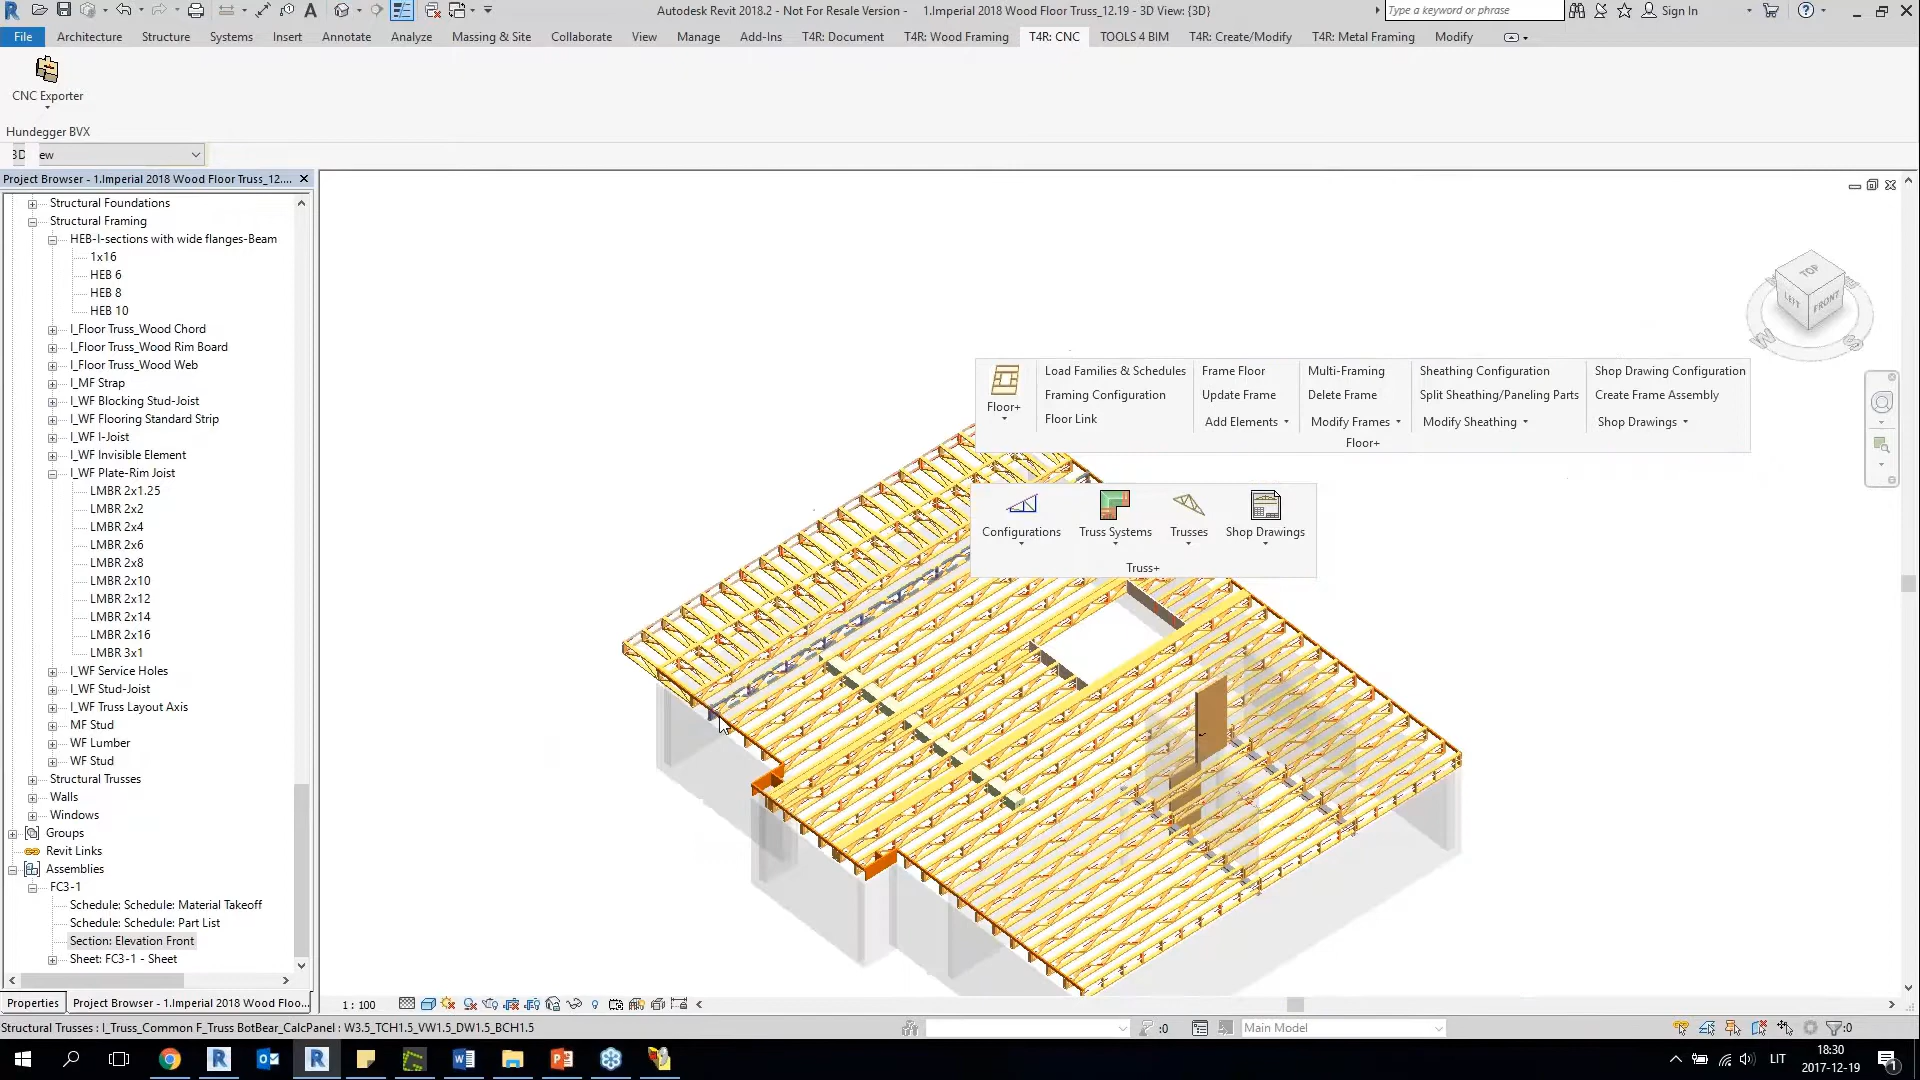 Autodesk Revit 2018.2 - Not For Resale Version - 1.Imperial 2018 Wood Floor Truss_12.19 - 3D View: {3D}
Type a keyword or phrase
Sign In
File Architecture Structure Systems Insert Annotate Analyze Massing & Site Collaborate View Manage Add-Ins T4R: Document T4R: Wood Framing T4R: CNC TOOLS 4 BIM T4R: Create/Modify T4R: Metal Framing Modify
CNC Exporter
Hundegger BVX
3D ew
Project Browser - 1.Imperial 2018 Wood Floor Truss_12....
Structural Foundations
Structural Framing
HEB-I-sections with wide flanges-Beam
1x16
HEB 6
HEB 8
HEB 10
I_Floor Truss_Wood Chord
I_Floor Truss_Wood Rim Board
I_Floor Truss_Wood Web
I_MF Strap
I_WF Blocking Stud-Joist
I_WF Flooring Standard Strip
I_WF I-Joist
I_WF Invisible Element
I_WF Plate-Rim Joist
LMBR 2x1.25
LMBR 2x2
LMBR 2x4
LMBR 2x6
LMBR 2x8
LMBR 2x10
LMBR 2x12
LMBR 2x14
LMBR 2x16
LMBR 3x1
I_WF Service Holes
I_WF Stud-Joist
I_WF Truss Layout Axis
MF Stud
WF Lumber
WF Stud
Structural Trusses
Walls
Windows
Groups
Revit Links
Assemblies
FC3-1
Schedule: Schedule: Material Takeoff
Schedule: Schedule: Part List
Section: Elevation Front
Sheet: FC3-1 - Sheet
Properties
Project Browser - 1.Imperial 2018 Wood Floo...
TOP
LEFT
FRONT
W
S
Floor+
Load Families & Schedules
Framing Configuration
Floor Link
Frame Floor
Update Frame
Add Elements
Multi-Framing
Delete Frame
Modify Frames
Sheathing Configuration
Split Sheathing/Paneling Parts
Modify Sheathing
Shop Drawing Configuration
Create Frame Assembly
Shop Drawings
Floor+
Configurations
Truss Systems
Trusses
Shop Drawings
Truss+
1 : 100
Structural Trusses : I_Truss_Common F_Truss BotBear_CalcPanel : W3.5_TCH1.5_VW1.5_DW1.5_BCH1.5
:0
Main Model
:0
LIT
18:30
2017-12-19
1